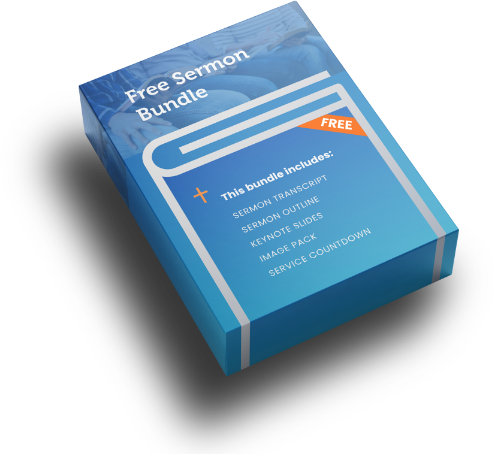 Free Sermon
Bundle
FREE
This bundle includes:
SERMON TRANSCRIPT
SERMON OUTLINE
KEYNOTE SLIDES
IMAGE PACK
SERVICE COUNTDOWN